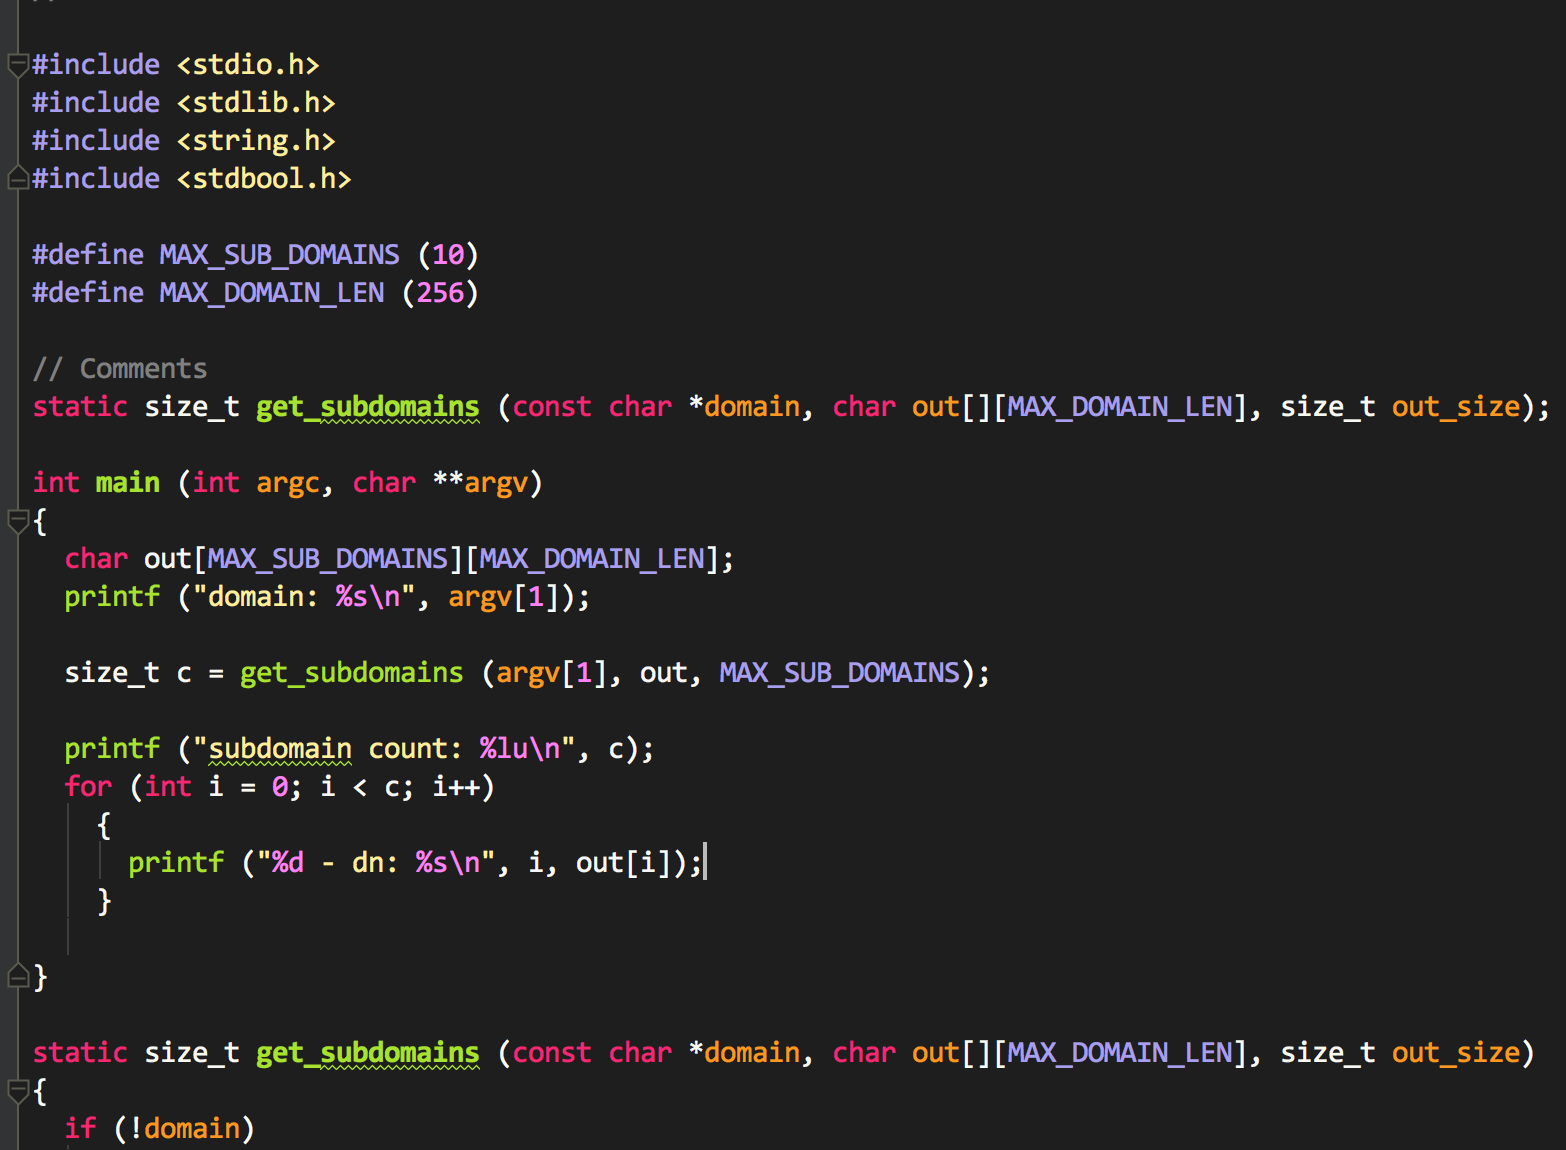 //
#include <stdio.h>
#include <stdlib.h>
#include <string.h>
#include <stdbool.h>
#define MAX_SUB_DOMAINS (10)
#define MAX_DOMAIN_LEN (256)
// Comments
static size_t get_subdomains (const char *domain, char out[][MAX_DOMAIN_LEN], size_t out_size);
int main (int argc, char **argv)
{
  char out[MAX_SUB_DOMAINS][MAX_DOMAIN_LEN];
  printf ("domain: %s\n", argv[1]);
  size_t c = get_subdomains (argv[1], out, MAX_SUB_DOMAINS);
  printf ("subdomain count: %lu\n", c);
  for (int i = 0; i < c; i++)
    {
      printf ("%d - dn: %s\n", i, out[i]);
    }
}
static size_t get_subdomains (const char *domain, char out[][MAX_DOMAIN_LEN], size_t out_size)
{
  if (!domain)